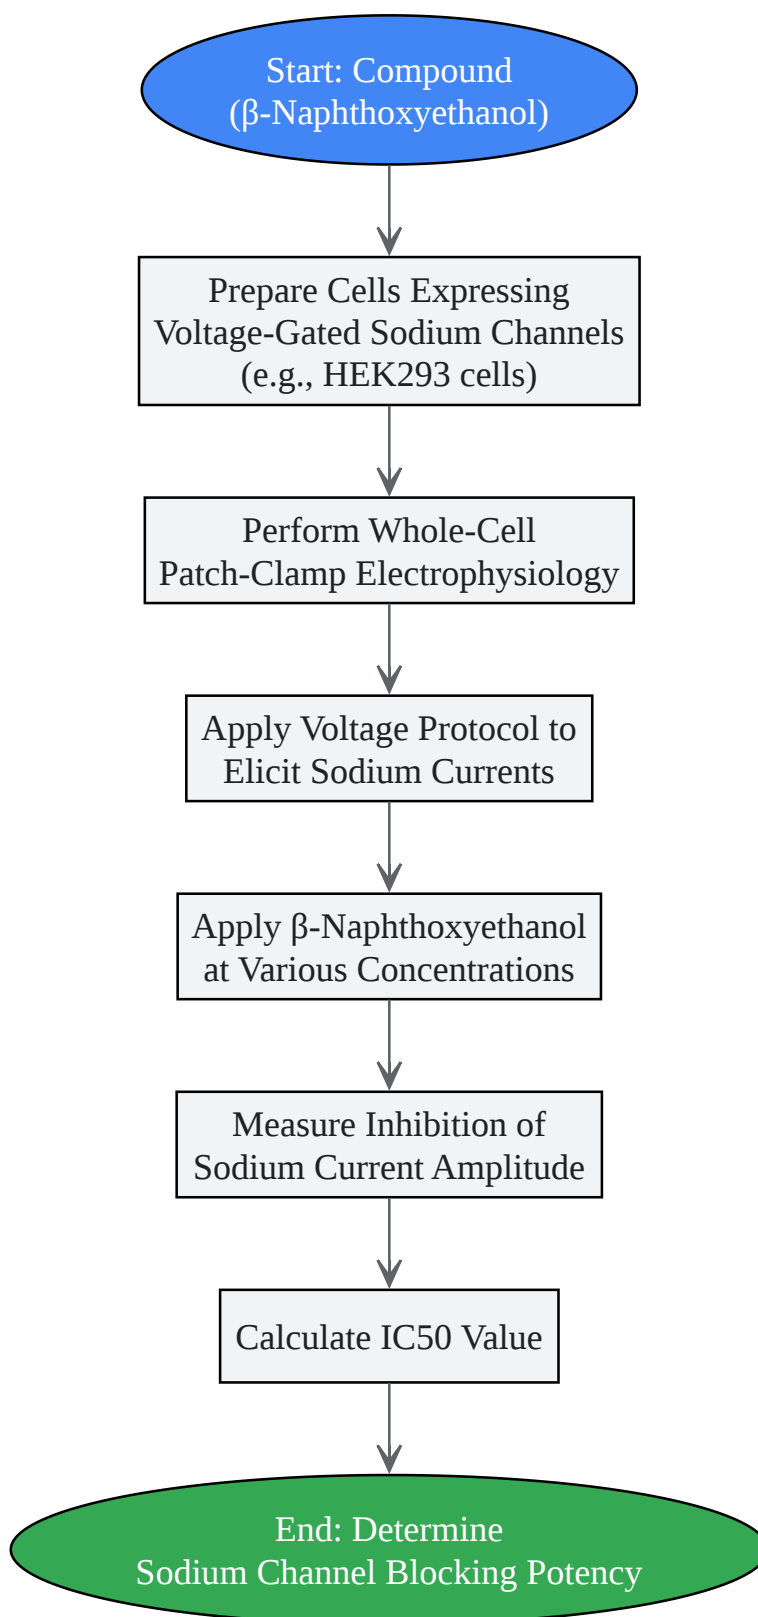 Start: Compound
(β-Naphthoxyethanol)
Prepare Cells Expressing
Voltage-Gated Sodium Channels
(e.g., HEK293 cells)
Perform Whole-Cell
Patch-Clamp Electrophysiology
Apply Voltage Protocol to
Elicit Sodium Currents
Apply β-Naphthoxyethanol
at Various Concentrations
Measure Inhibition of
Sodium Current Amplitude
Calculate IC50 Value
End: Determine
Sodium Channel Blocking Potency